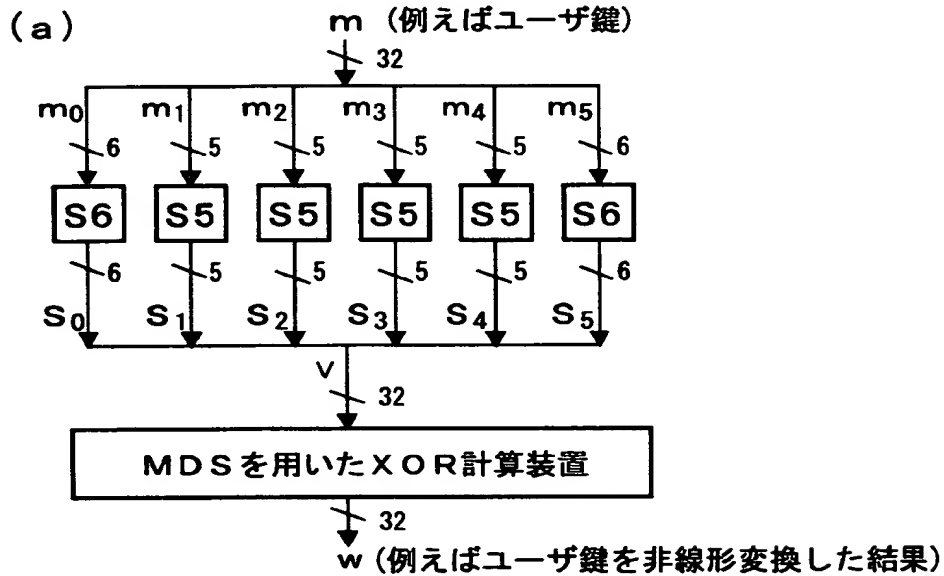 (a)
m (例えばユーザ鍵)
32
m0 m1 m2 m3 m4 m5
6 5 5 5 5 6
S6 S5 S5 S5 S5 S6
6 5 5 5 5 6
S0 S1 S2 S3 S4 S5
v
32
MDSを用いたXOR計算装置
32
w (例えばユーザ鍵を非線形変換した結果)